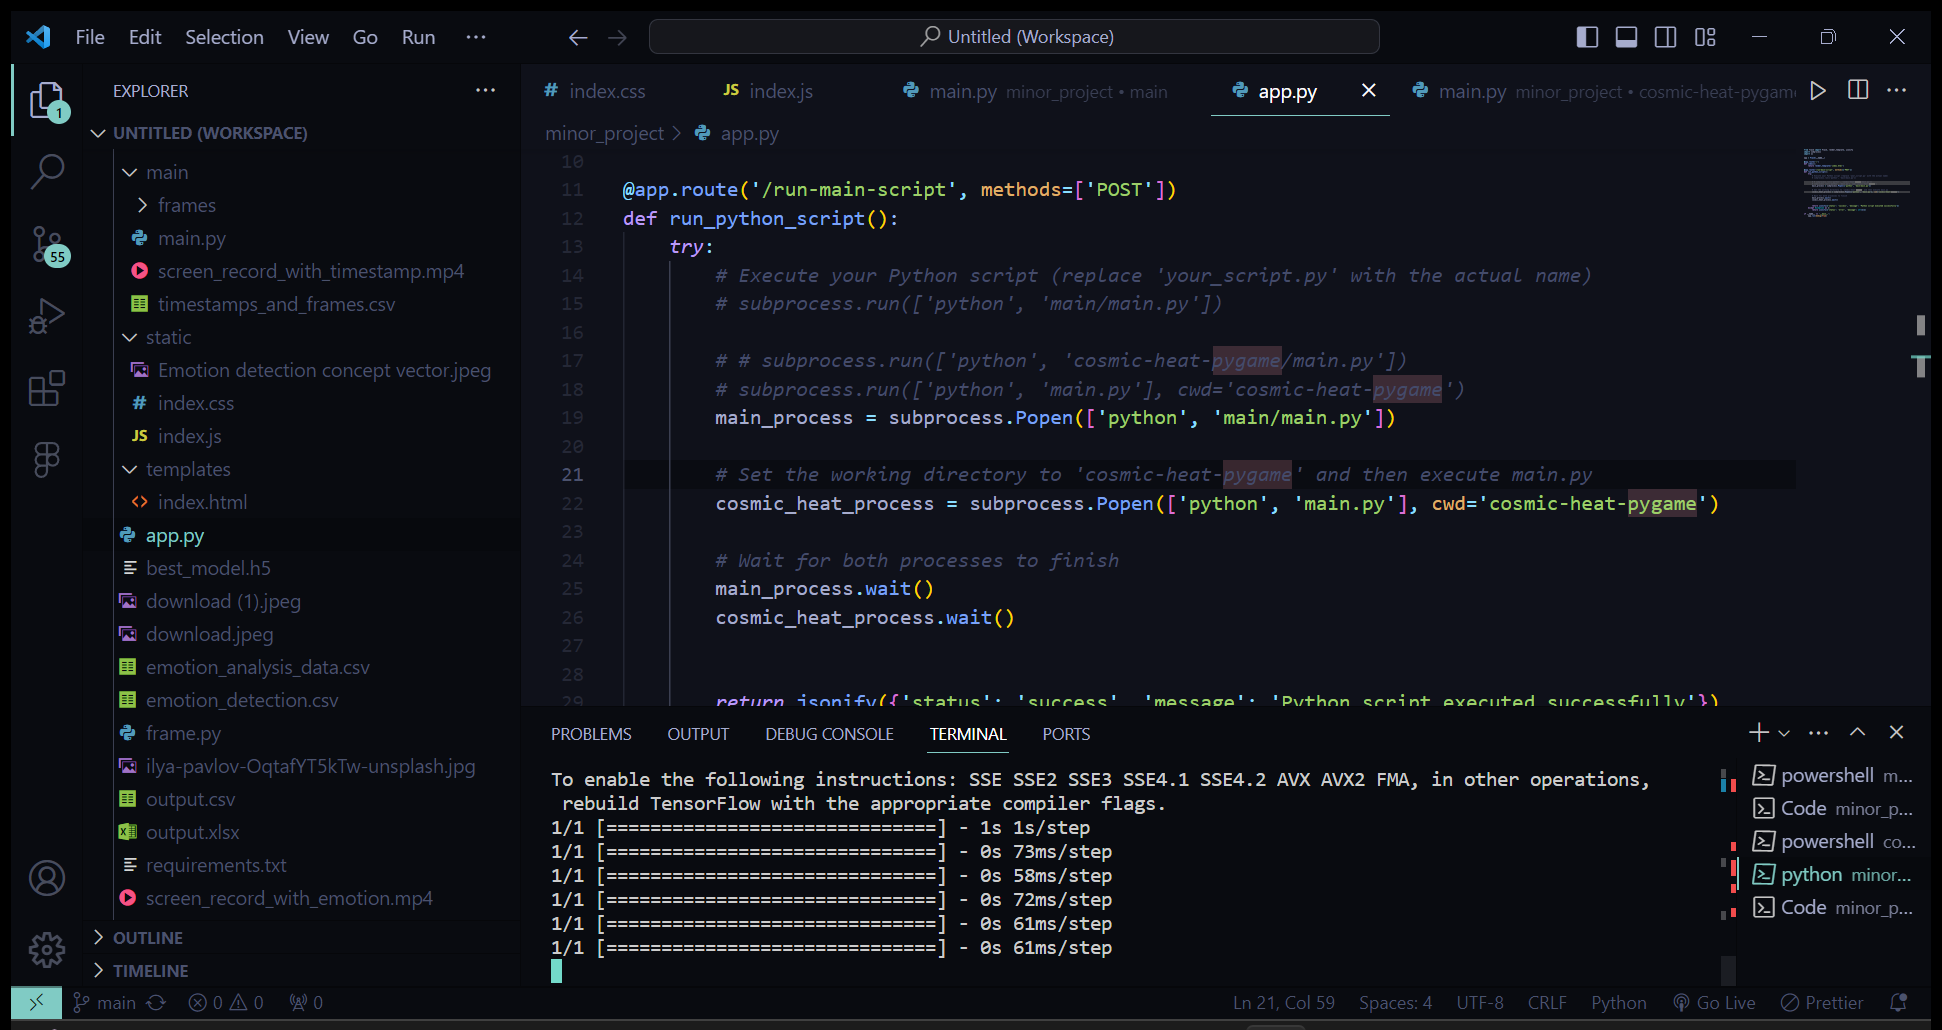 File Edit Selection View Go Run ···
Untitled (Workspace)
EXPLORER
1
55
UNTITLED (WORKSPACE)
main
frames
main.py
screen_record_with_timestamp.mp4
timestamps_and_frames.csv
static
Emotion detection concept vector.jpeg
# index.css
JS index.js
templates
<> index.html
app.py
best_model.h5
download (1).jpeg
download.jpeg
emotion_analysis_data.csv
emotion_detection.csv
frame.py
ilya-pavlov-OqtafYT5kTw-unsplash.jpg
output.csv
output.xlsx
requirements.txt
screen_record_with_emotion.mp4
OUTLINE
TIMELINE
# index.css JS index.js main.py minor_project • main app.py main.py minor_project • cosmic-heat-pygame
minor_project > app.py
10
11 @app.route('/run-main-script', methods=['POST'])
12 def run_python_script():
13 try:
14 # Execute your Python script (replace 'your_script.py' with the actual name)
15 # subprocess.run(['python', 'main/main.py'])
16
17 # # subprocess.run(['python', 'cosmic-heat-pygame/main.py'])
18 # subprocess.run(['python', 'main.py'], cwd='cosmic-heat-pygame')
19 main_process = subprocess.Popen(['python', 'main/main.py'])
20
21 # Set the working directory to 'cosmic-heat-pygame' and then execute main.py
22 cosmic_heat_process = subprocess.Popen(['python', 'main.py'], cwd='cosmic-heat-pygame')
23
24 # Wait for both processes to finish
25 main_process.wait()
26 cosmic_heat_process.wait()
27
28
29 return jsonify({'status': 'success', 'message': 'Python script executed successfully'})
PROBLEMS OUTPUT DEBUG CONSOLE TERMINAL PORTS
To enable the following instructions: SSE SSE2 SSE3 SSE4.1 SSE4.2 AVX AVX2 FMA, in other operations,
rebuild TensorFlow with the appropriate compiler flags.
1/1 [==============================] - 1s 1s/step
1/1 [==============================] - 0s 73ms/step
1/1 [==============================] - 0s 58ms/step
1/1 [==============================] - 0s 72ms/step
1/1 [==============================] - 0s 61ms/step
1/1 [==============================] - 0s 61ms/step
powershell m...
Code minor_p...
powershell co...
python minor...
Code minor_p...
main 0 0 0
Ln 21, Col 59 Spaces: 4 UTF-8 CRLF Python Go Live Prettier